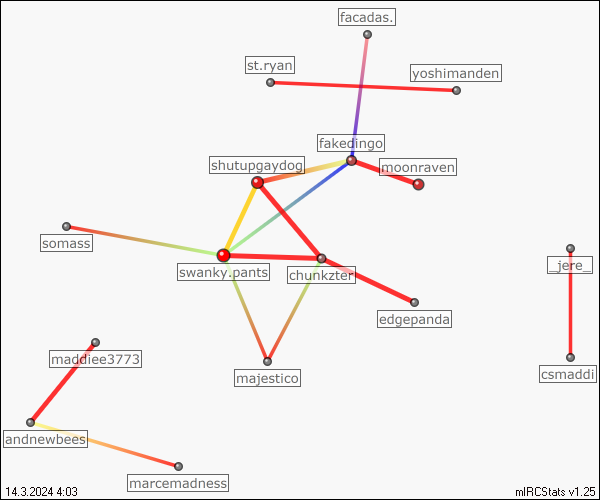 facadas.
st.ryan
yoshimanden
fakedingo
shutupgaydog
moonraven
somass
swanky.pants
chunkzter
_jere_
edgepanda
maddiee3773
majestico
csmaddi
andnewbees
marcemadness
14.3.2024 4:03
mIRCStats v1.25